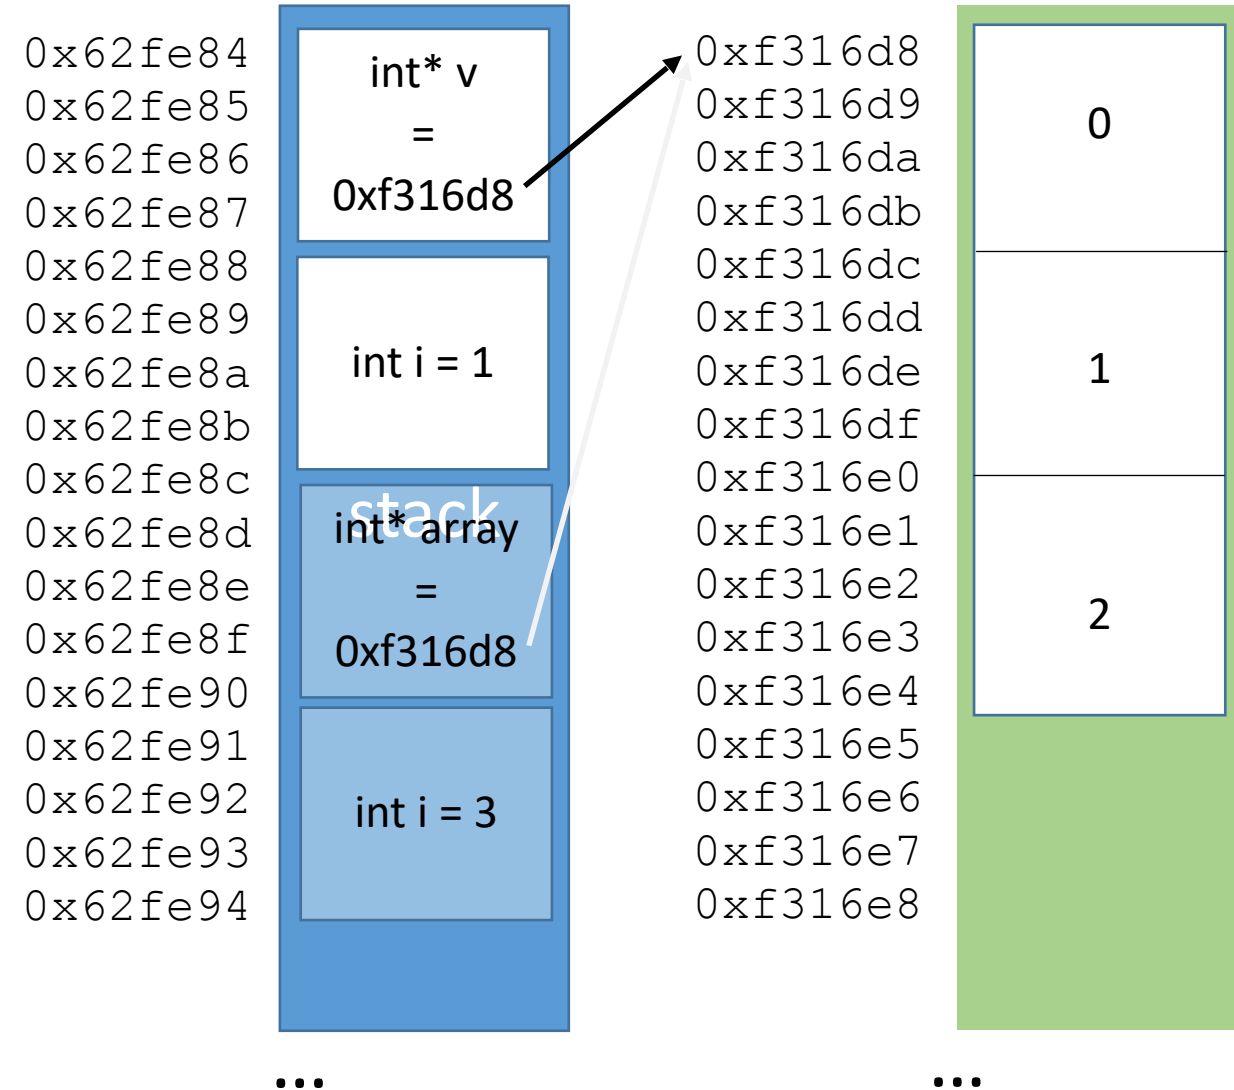 0x62fe84
0x62fe85
0x62fe86
0x62fe87
0x62fe88
0x62fe89
0x62fe8a
0x62fe8b
0x62fe8c
0x62fe8d
0x62fe8e
0x62fe8f
0x62fe90
0x62fe91
0x62fe92
0x62fe93
0x62fe94
...
int* v
=
0xf316d8
int i = 1
stack
int* array
=
0xf316d8
int i = 3
0xf316d8
0xf316d9
0xf316da
0xf316db
0xf316dc
0xf316dd
0xf316de
0xf316df
0xf316e0
0xf316e1
0xf316e2
0xf316e3
0xf316e4
0xf316e5
0xf316e6
0xf316e7
0xf316e8
...
0
1
2